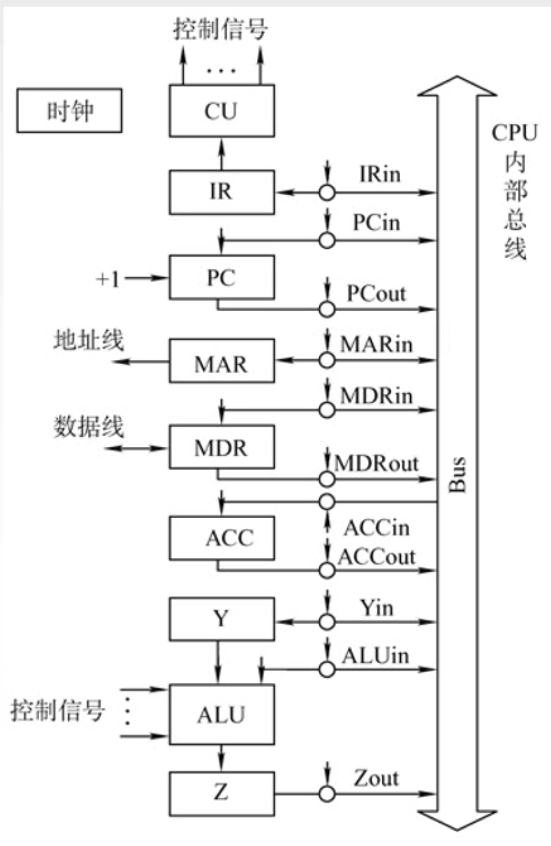 控制信号
…
时钟
CU
CPU
内
部
总
线
IR
IRin
PCin
+1
PC
PCout
地址线
MAR
MARin
MDRin
数据线
MDR
MDRout
Bus
ACC
ACCin
ACCout
Y
Yin
ALUin
控制信号
ALU
Z
Zout